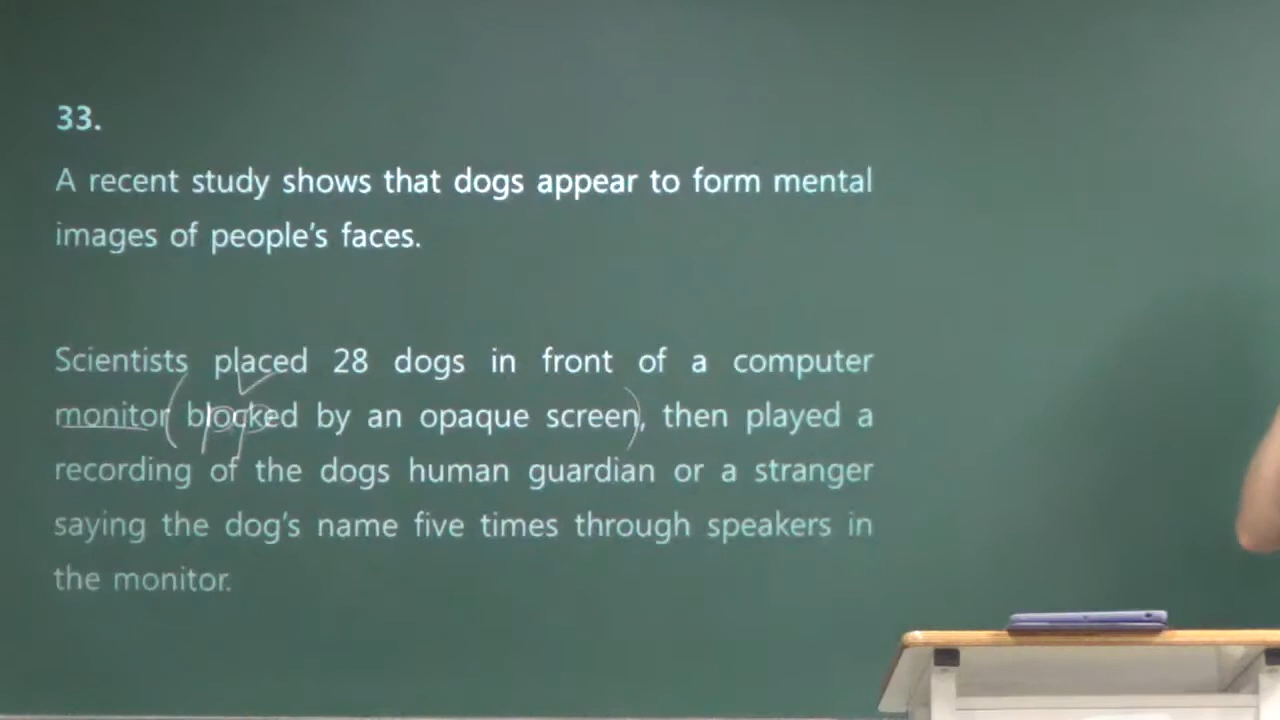 33.
A recent study shows that dogs appear to form mental
images of people's faces.
Scientists placed 28 dogs in front of a computer
monitor ( blocked by an opaque screen), then played a
recording of the dogs human guardian or a stranger
saying the dog's name five times through speakers in
the monitor.